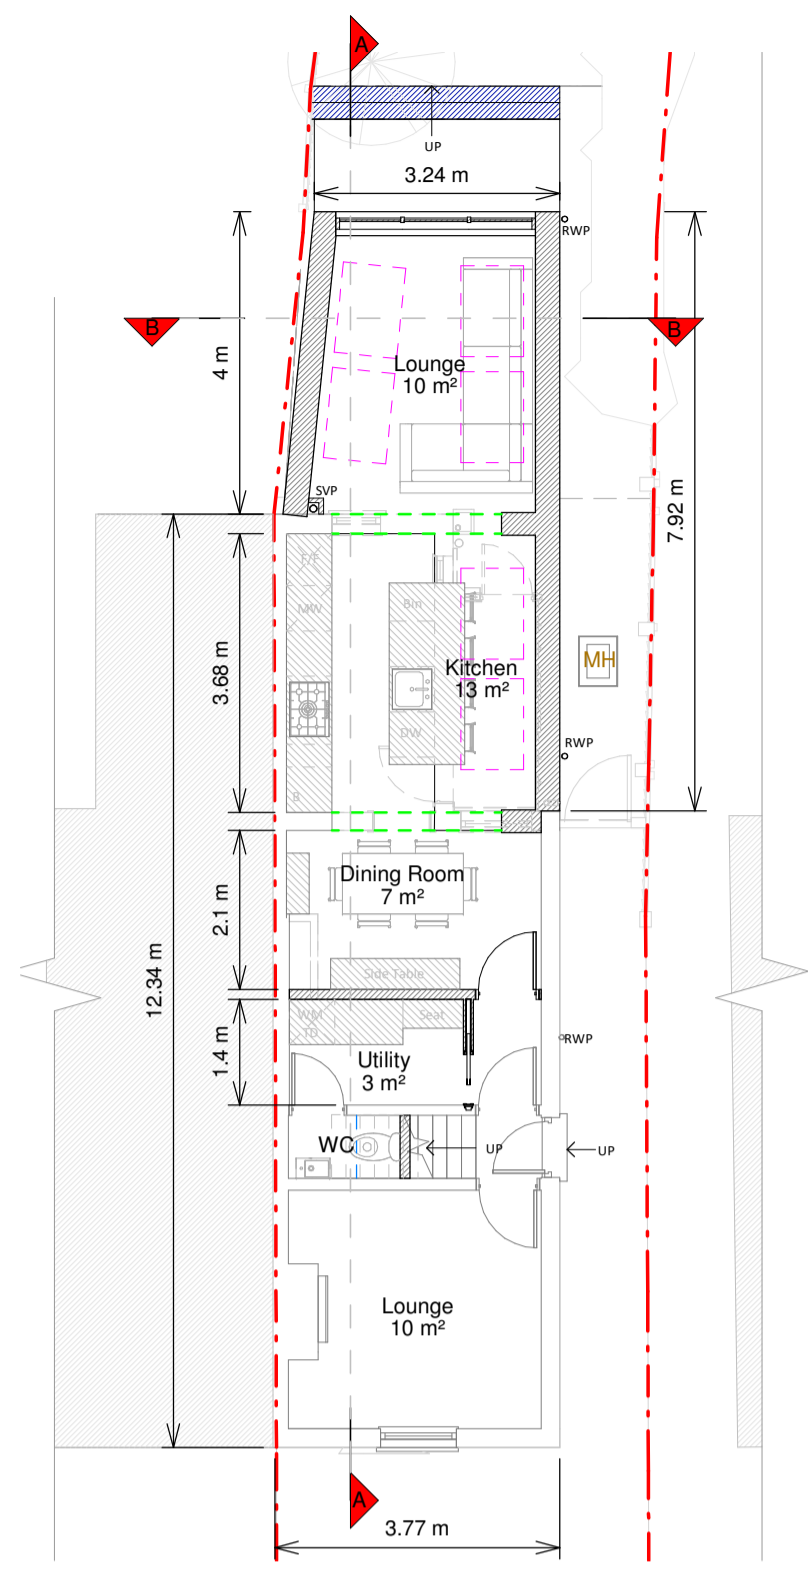 A
UP
3.24 m
RWP
B
B
4 m
Lounge
10 m²
SVP
7.92 m
F/F
MW
Bin
3.68 m
Kitchen
13 m²
MH
DW
RWP
B
Dining Room
7 m²
2.1 m
12.34 m
Side Table
WM
TD
Seat
1.4 m
Utility
3 m²
RWP
WC
UP
UP
Lounge
10 m²
A
3.77 m